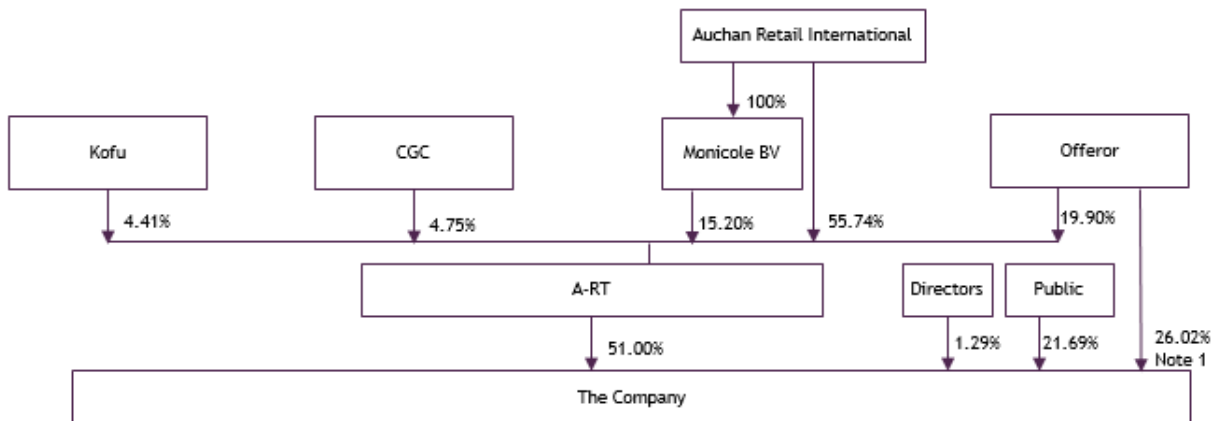 Auchan Retail International
100%
Kofu
CGC
Monicole BV
Offeror
4.41%
4.75%
15.20%
55.74%
19.90%
A-RT
Directors
Public
51.00%
1.29%
21.69%
26.02%
Note 1
The Company